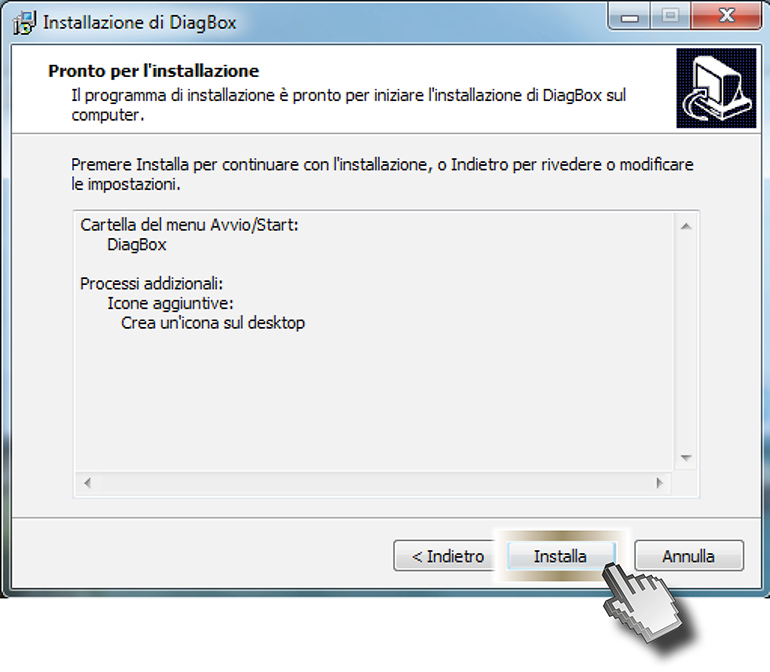 Installazione di DiagBox
Pronto per l'installazione
Il programma di installazione è pronto per iniziare l'installazione di DiagBox sul
computer.
Premere Installa per continuare con l'installazione, o Indietro per rivedere o modificare
le impostazioni.
Cartella del menu Avvio/Start:
DiagBox
Processi addizionali:
Icone aggiuntive:
Crea un'icona sul desktop
< Indietro
Installa
Annulla